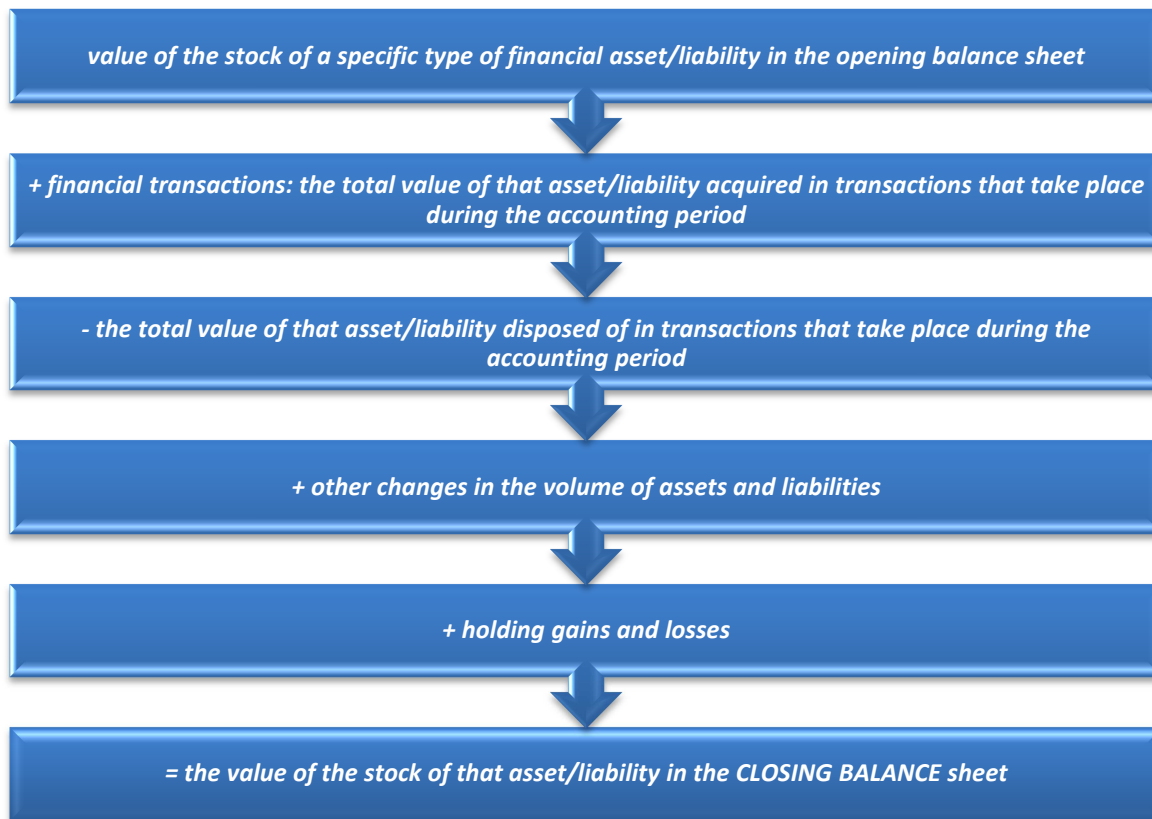 value of the stock of a specific type of financial asset/liability in the opening balance sheet
+ financial transactions: the total value of that asset/liability acquired in transactions that take place
during the accounting period
- the total value of that asset/liability disposed of in transactions that take place during the
accounting period
+ other changes in the volume of assets and liabilities
+ holding gains and losses
= the value of the stock of that asset/liability in the CLOSING BALANCE sheet